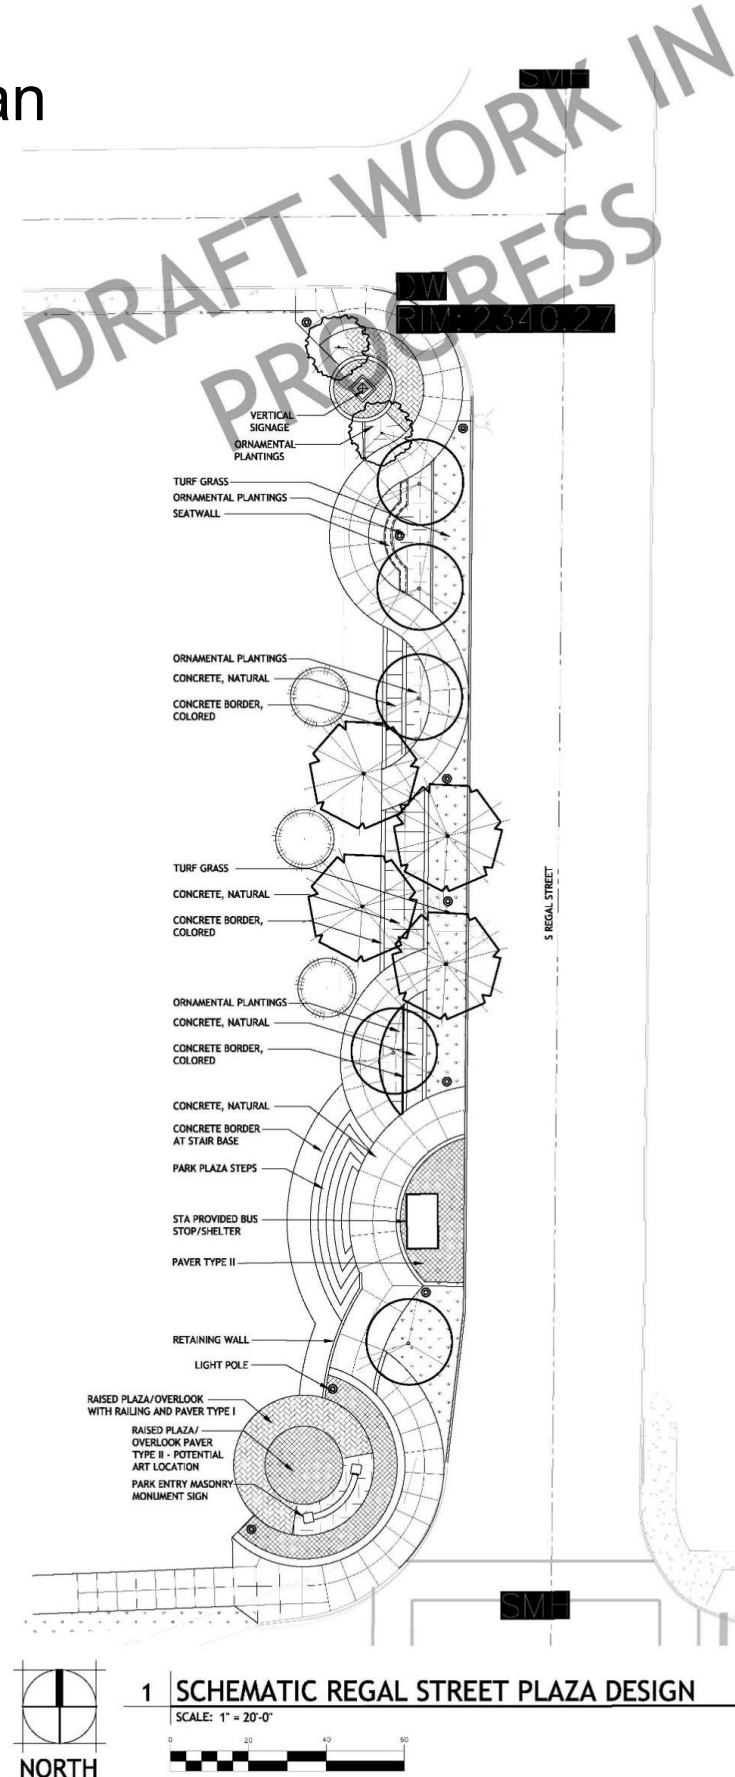 an
DRAFT WORK IN
PROGRESS
SMH
DW
RIM: 2340.27
VERTICAL
SIGNAGE
ORNAMENTAL
PLANTINGS
TURF GRASS
ORNAMENTAL PLANTINGS
SEATWALL
ORNAMENTAL PLANTINGS
CONCRETE, NATURAL
CONCRETE BORDER,
COLORED
TURF GRASS
CONCRETE, NATURAL
CONCRETE BORDER,
COLORED
S REGAL STREET
ORNAMENTAL PLANTINGS
CONCRETE, NATURAL
CONCRETE BORDER,
COLORED
CONCRETE, NATURAL
CONCRETE BORDER
AT STAIR BASE
PARK PLAZA STEPS
STA PROVIDED BUS
STOP/SHELTER
PAVER TYPE II
RETAINING WALL
LIGHT POLE
RAISED PLAZA/OVERLOOK
WITH RAILING AND PAVER TYPE I
RAISED PLAZA/
OVERLOOK PAVER
TYPE II - POTENTIAL
ART LOCATION
PARK ENTRY MASONRY
MONUMENT SIGN
SMH
1 SCHEMATIC REGAL STREET PLAZA DESIGN
SCALE: 1" = 20'-0"
0 20 40 60
NORTH